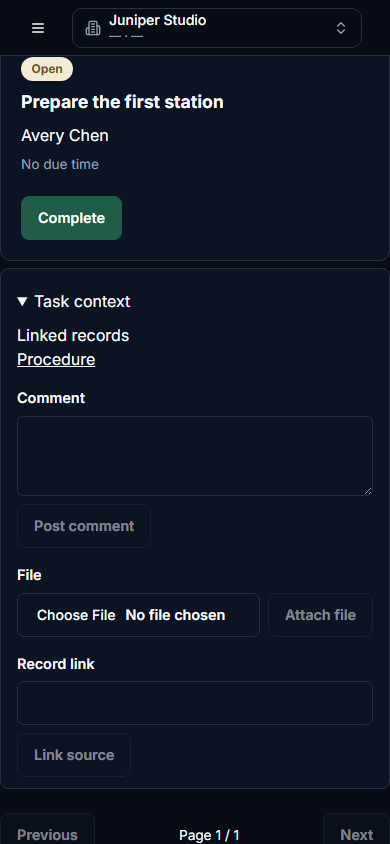 Juniper Studio
— · —
Open
Prepare the first station
Avery Chen
No due time
Complete
▼ Task context
Linked records
Procedure
Comment
Post comment
File
Choose File No file chosen
Attach file
Record link
Link source
Previous
Page 1 / 1
Next